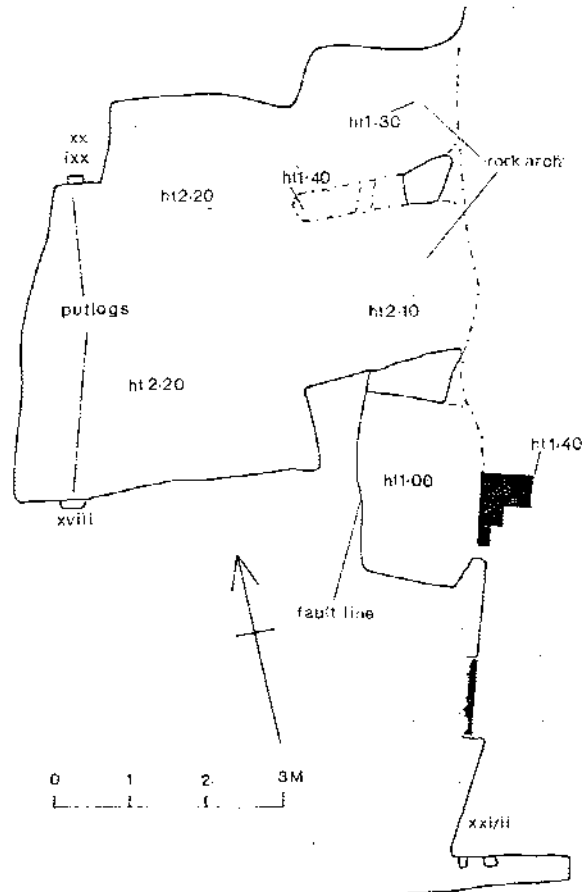 ht1·30
xx
ixx
rock arch
ht1·40
ht2·20
putlogs
ht2·10
ht2·20
ht1·40
ht1·00
xviii
fault line
0 1 2 3M
xxi/ii